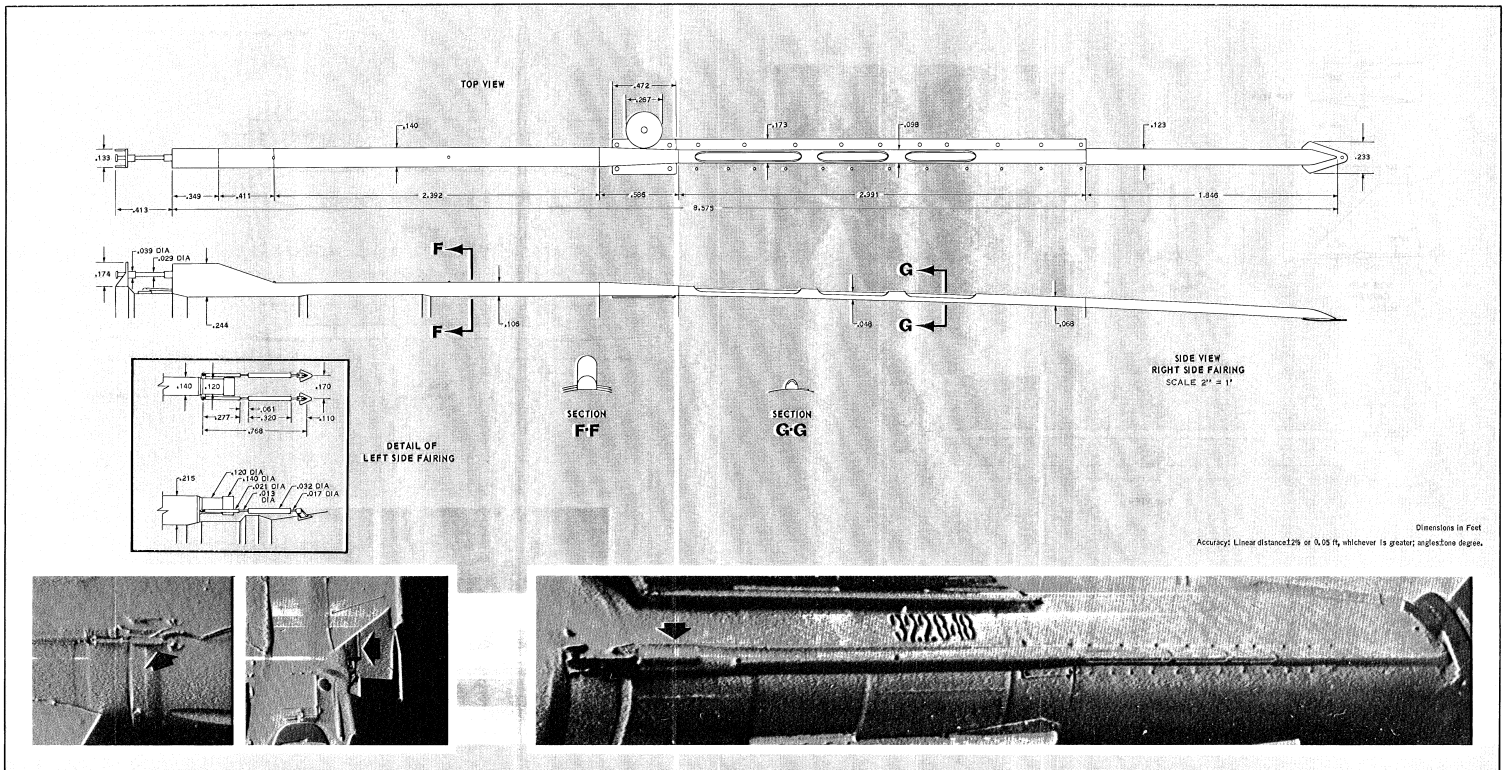 TOP VIEW
.472
.267
.140
.173
.098
.123
.133
.233
.349
.411
2.392
.586
2.991
1.846
.413
8.575
.039 DIA
.029 DIA
.174
F
G
F
G
.244
.106
.048
.068
SIDE VIEW
RIGHT SIDE FAIRING
SCALE 2" = 1'
.140
.120
.170
.061
.277
.320
.110
.768
SECTION
F-F
SECTION
G-G
DETAIL OF
LEFT SIDE FAIRING
.215
.120 DIA
.140 DIA
.021 DIA
.013
DIA
.032 DIA
.017 DIA
Dimensions in Feet
Accuracy: Linear distance±2% or 0.05 ft, whichever is greater; angles±one degree.